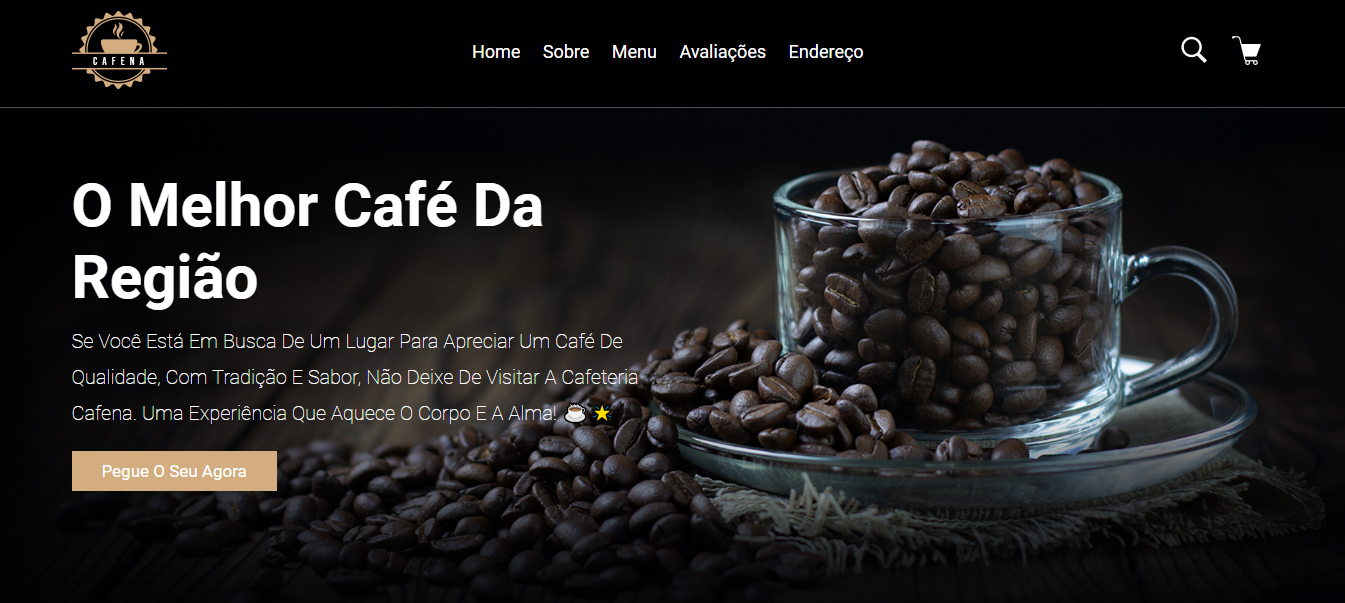 CAFENA
Home Sobre Menu Avaliações Endereço
O Melhor Café Da
Região
Se Você Está Em Busca De Um Lugar Para Apreciar Um Café De
Qualidade, Com Tradição E Sabor, Não Deixe De Visitar A Cafeteria
Cafena. Uma Experiência Que Aquece O Corpo E A Alma! ☕ ⭐
Pegue O Seu Agora